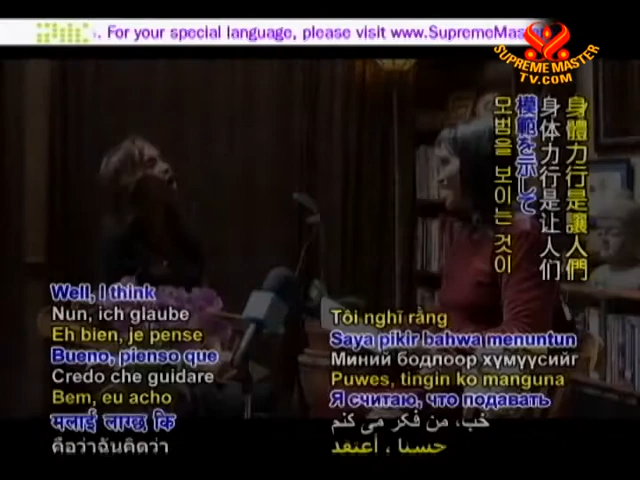 . For your special language, please visit www.SupremeMas
SUPREME MASTER
TV.COM
身體力行是讓人們
身体力行是让人们
模範を示して
모범을 보이는 것이
Well, I think
Nun, ich glaube
Eh bien, je pense
Bueno, pienso que
Credo che guidare
Bem, eu acho
मलाई लाग्छ कि
คือว่าฉันคิดว่า
Tôi nghĩ rằng
Saya pikir bahwa menuntun
Миний бодлоор хүмүүсийг
Puwes, tingin ko manguna
Я считаю, что подавать
خب، من فکر می کنم
حسنا ، أعتقد